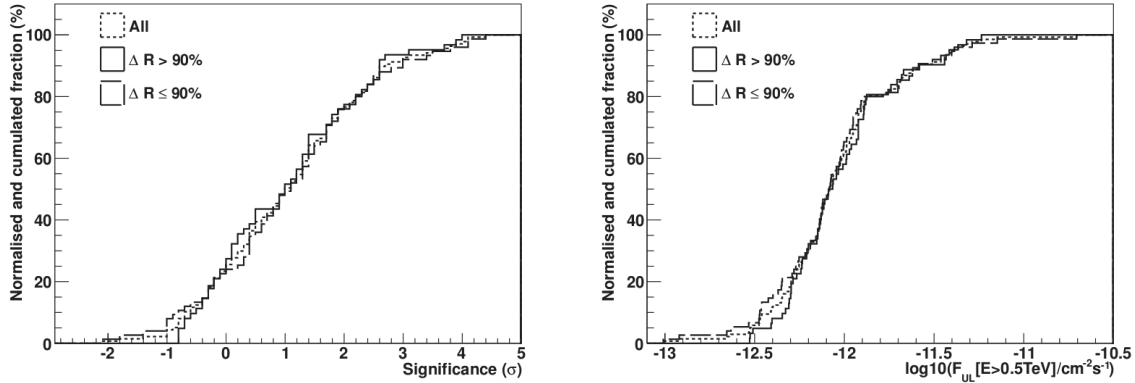 Normalised and cumulated fraction (%)
100
80
60
40
20
0
All
Δ R > 90%
Δ R ≤ 90%
-2 -1 0 1 2 3 4 5
Significance (σ)
Normalised and cumulated fraction (%)
100
80
60
40
20
0
All
Δ R > 90%
Δ R ≤ 90%
-13 -12.5 -12 -11.5 -11 -10.5
log10(F_UL[E>0.5TeV]/cm⁻²s⁻¹)